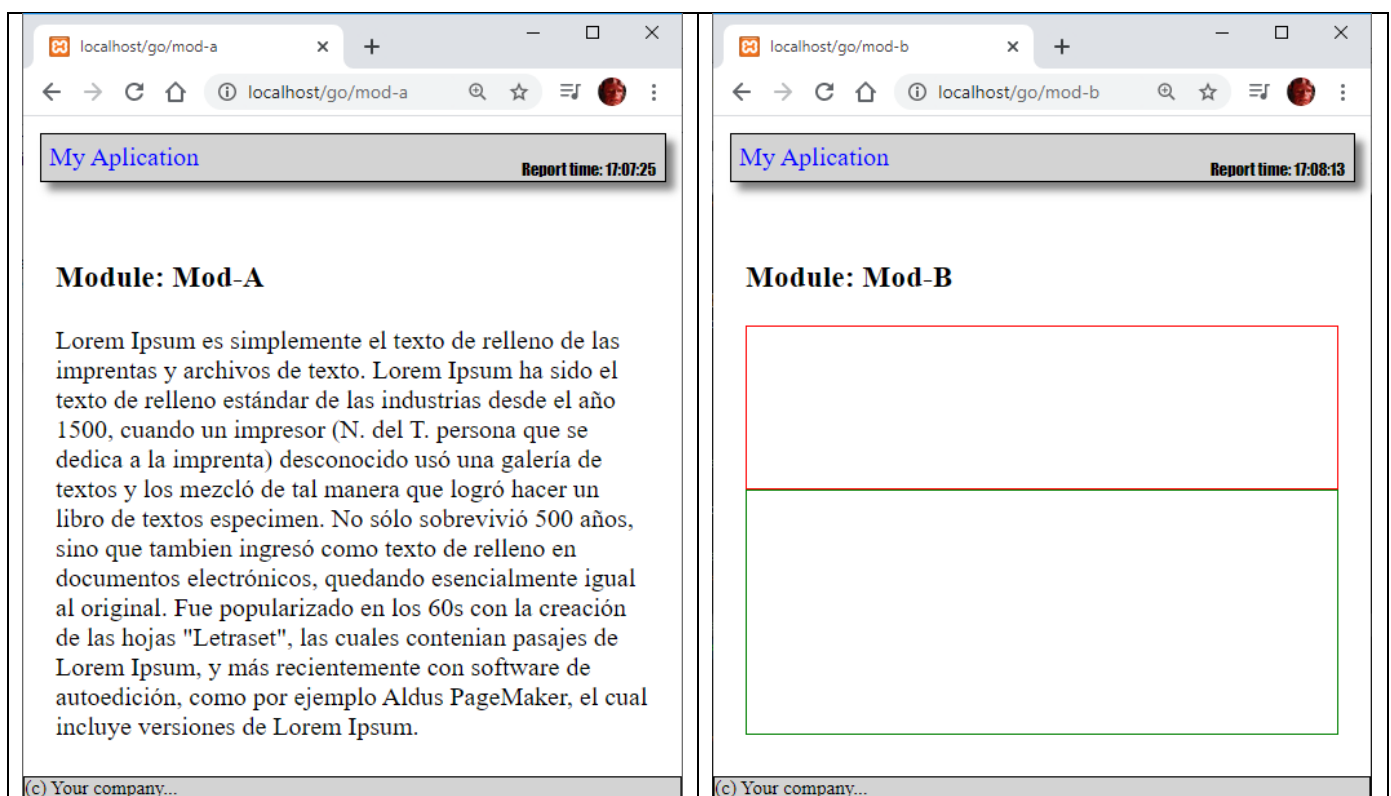 localhost/go/mod-a
localhost/go/mod-a
My Aplication
Report time: 17:07:25
Module: Mod-A
Lorem Ipsum es simplemente el texto de relleno de las
imprentas y archivos de texto. Lorem Ipsum ha sido el
texto de relleno estándar de las industrias desde el año
1500, cuando un impresor (N. del T. persona que se
dedica a la imprenta) desconocido usó una galería de
textos y los mezcló de tal manera que logró hacer un
libro de textos especimen. No sólo sobrevivió 500 años,
sino que tambien ingresó como texto de relleno en
documentos electrónicos, quedando esencialmente igual
al original. Fue popularizado en los 60s con la creación
de las hojas "Letraset", las cuales contenian pasajes de
Lorem Ipsum, y más recientemente con software de
autoedición, como por ejemplo Aldus PageMaker, el cual
incluye versiones de Lorem Ipsum.
(c) Your company...
localhost/go/mod-b
localhost/go/mod-b
My Aplication
Report time: 17:08:13
Module: Mod-B
(c) Your company...